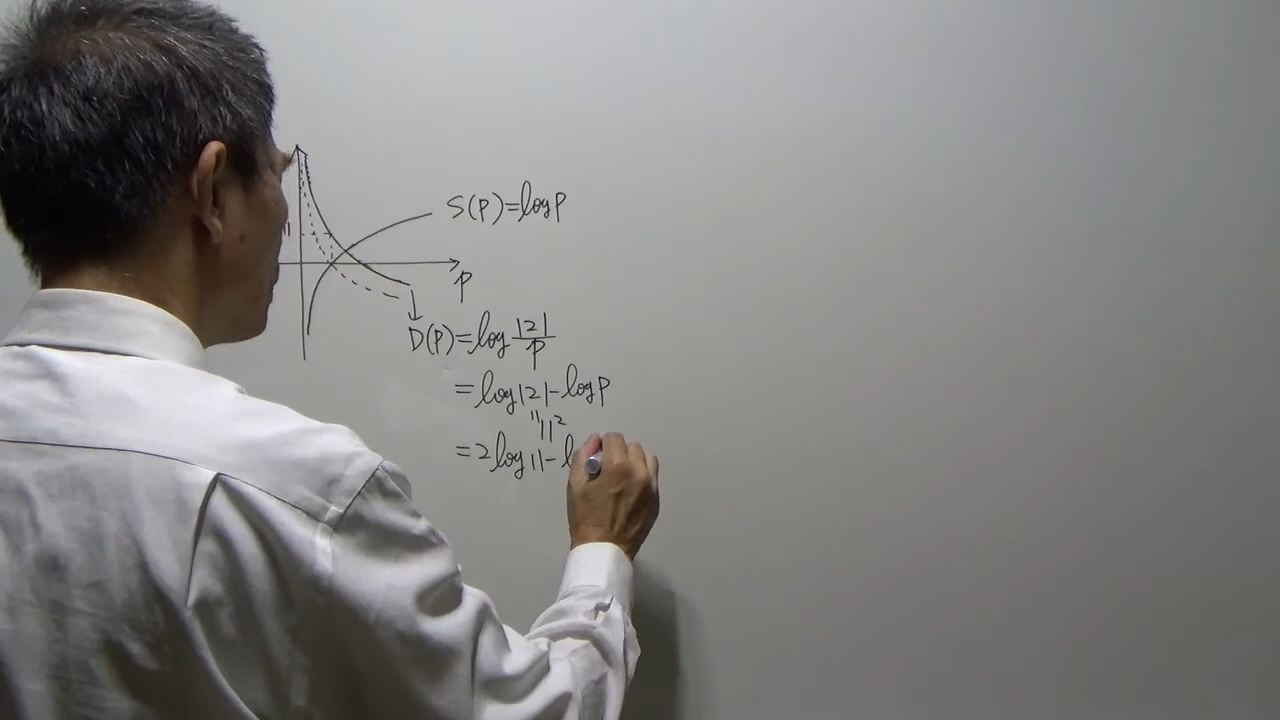 S(P)=log P
P
D(P)=log 121/P
=log 121-log P
"11²
=2log 11-l